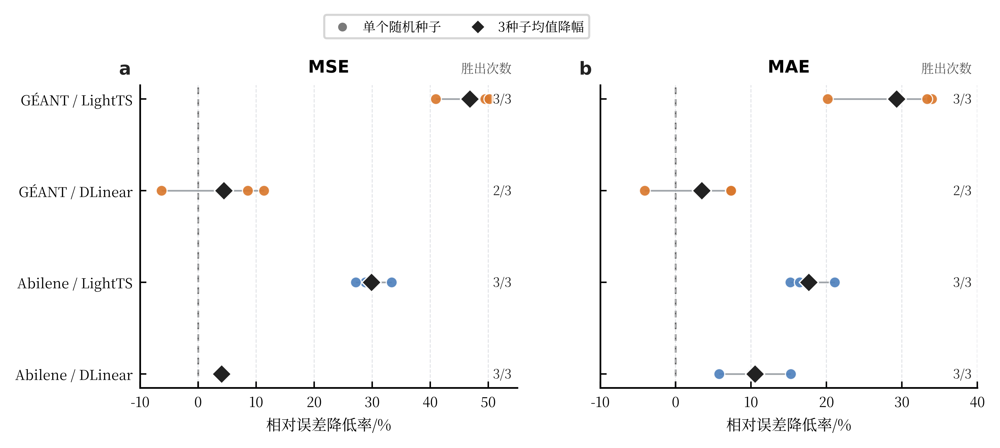 单个随机种子 3种子均值降幅
a MSE 胜出次数
GÉANT / LightTS 3/3
GÉANT / DLinear 2/3
Abilene / LightTS 3/3
Abilene / DLinear 3/3
-10 0 10 20 30 40 50
相对误差降低率/%
b MAE 胜出次数
3/3
2/3
3/3
3/3
-10 0 10 20 30 40
相对误差降低率/%